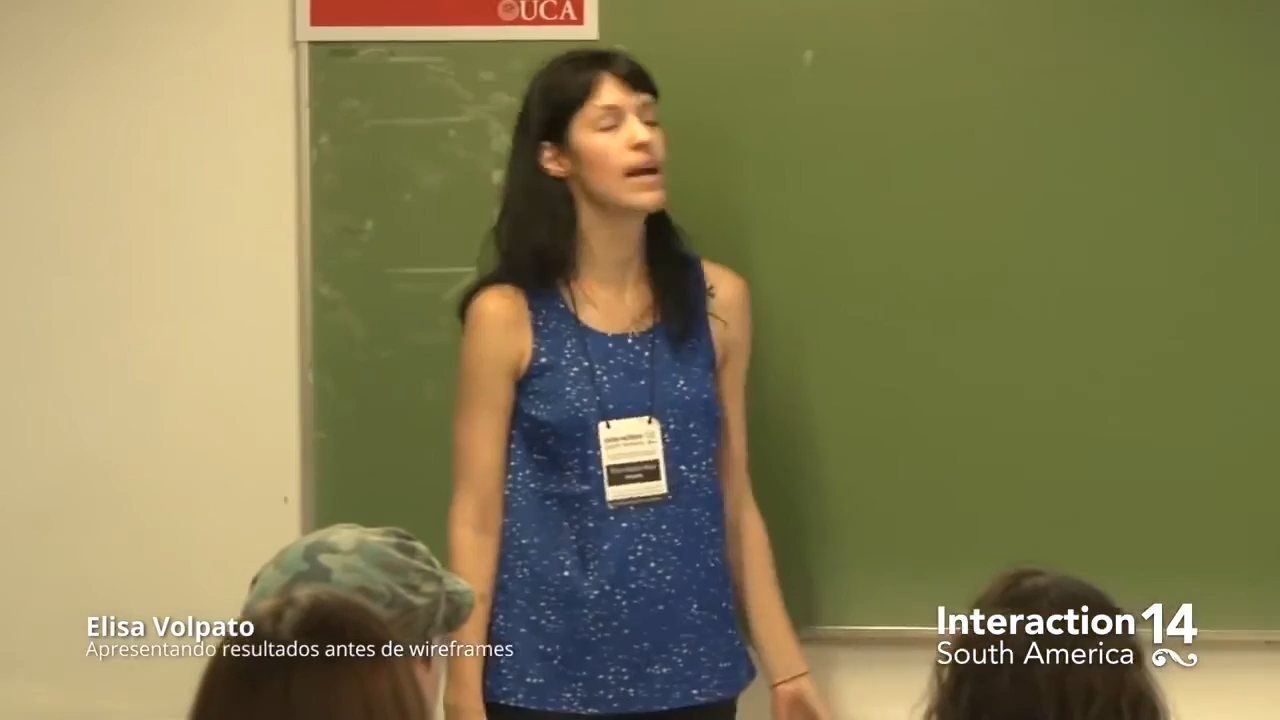 UCA
Elisa Volpato
Apresentando resultados antes de wireframes
Interaction 14
South America